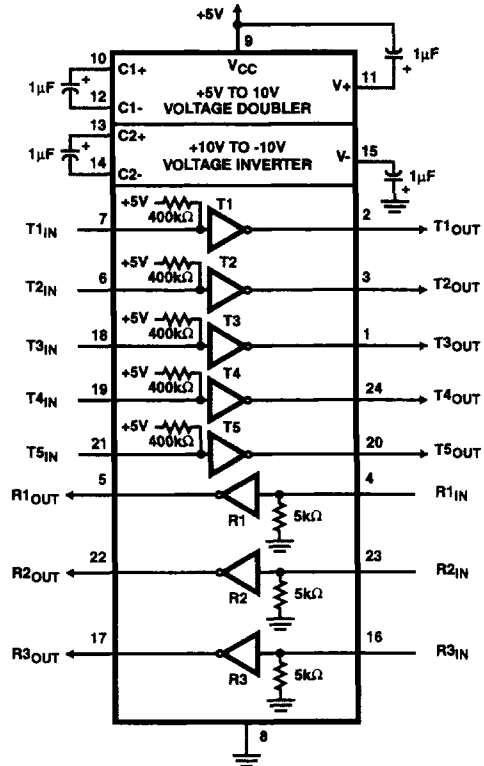 +5V
9
VCC
10
C1+
1μF
+
12
C1-
+5V TO 10V
VOLTAGE DOUBLER
V+
11
1μF
+
13
C2+
1μF
+
14
C2-
+10V TO -10V
VOLTAGE INVERTER
V-
15
1μF
+
T1IN
7
+5V
400kΩ
T1
2
T1OUT
T2IN
6
+5V
400kΩ
T2
3
T2OUT
T3IN
18
+5V
400kΩ
T3
1
T3OUT
T4IN
19
+5V
400kΩ
T4
24
T4OUT
T5IN
21
+5V
400kΩ
T5
20
T5OUT
R1OUT
5
R1
5kΩ
4
R1IN
R2OUT
22
R2
5kΩ
23
R2IN
R3OUT
17
R3
5kΩ
16
R3IN
8